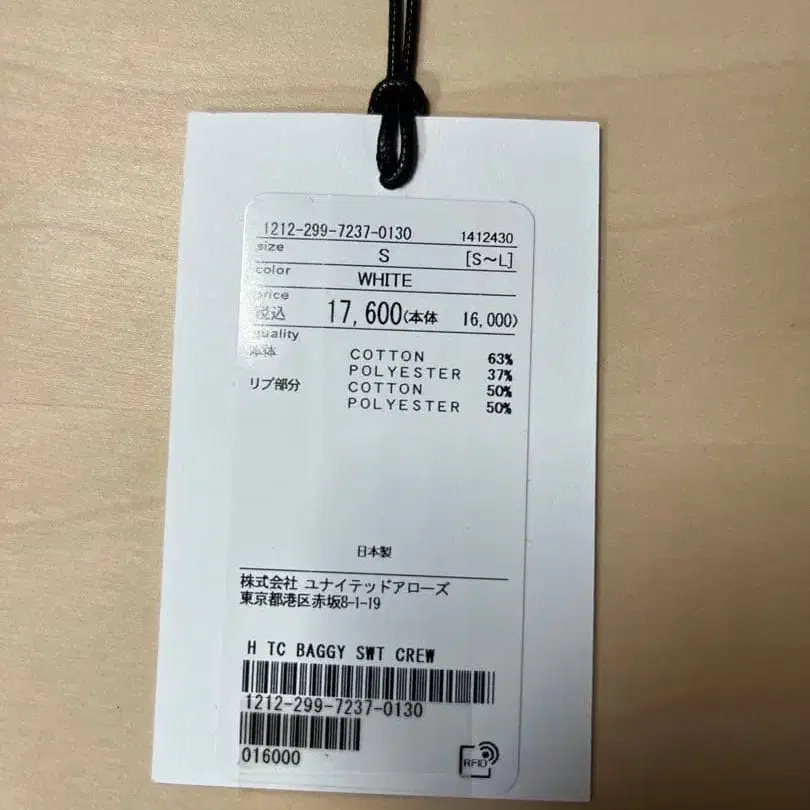 1212-299-7237-0130 1412430
size S [S～L]
color WHITE
price
税込 17,600(本体 16,000)
quality
本体 COTTON 63%
POLYESTER 37%
リブ部分 COTTON 50%
POLYESTER 50%
日本製
株式会社 ユナイテッドアローズ
東京都港区赤坂8-1-19
H TC BAGGY SWT CREW
1212-299-7237-0130
016000
RFID